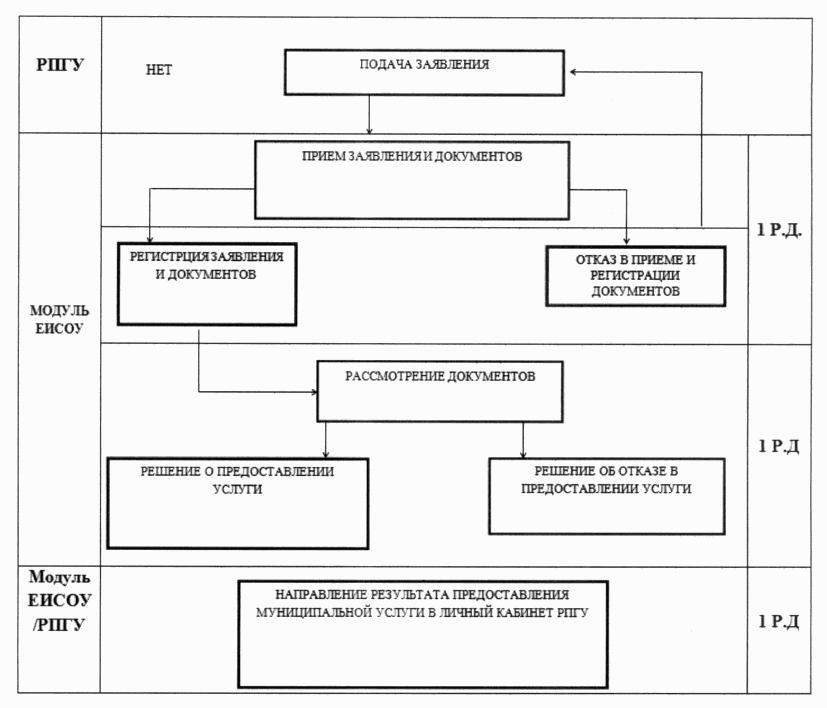 РПГУ
НЕТ
ПОДАЧА ЗАЯВЛЕНИЯ
ПРИЕМ ЗАЯВЛЕНИЯ И ДОКУМЕНТОВ
1 Р.Д.
МОДУЛЬ
ЕИСОУ
РЕГИСТРЦИЯ ЗАЯВЛЕНИЯ
И ДОКУМЕНТОВ
ОТКАЗ В ПРИЕМЕ И
РЕГИСТРАЦИИ
ДОКУМЕНТОВ
РАССМОТРЕНИЕ ДОКУМЕНТОВ
1 Р.Д
РЕШЕНИЕ О ПРЕДОСТАВЛЕНИИ
УСЛУГИ
РЕШЕНИЕ ОБ ОТКАЗЕ В
ПРЕДОСТАВЛЕНИИ УСЛУГИ
Модуль
ЕИСОУ
/РПГУ
НАПРАВЛЕНИЕ РЕЗУЛЬТАТА ПРЕДОСТАВЛЕНИЯ
МУНИЦИПАЛЬНОЙ УСЛУГИ В ЛИЧНЫЙ КАБИНЕТ РПГУ
1 Р.Д